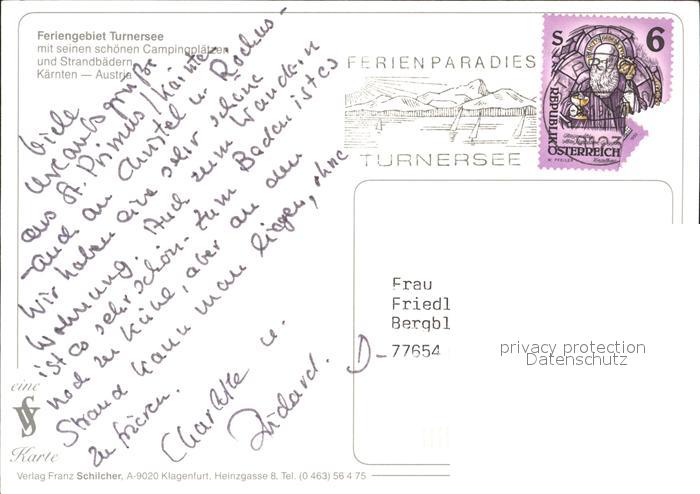 Feriengebiet Turnersee
mit seinen schönen Campingplätzen
und Strandbädern
Kärnten — Austria
Viele
Urlaubsgrüße
aus St. Primus/Kärnten
- auch an Christel u.
Wir haben eine sehr schöne
Wohnung. Auch zum Wandern
ist es sehr schön - zum Baden ist es
noch zu kühl, aber an den
Strand kann man liegen, ohne
zu frieren.
Charlotte u.
FERIENPARADIES
TURNERSEE
S 6
REPUBLIK
ÖSTERREICH
Frau
Friedl
Bergbl
D-
77654
privacy protection
Datenschutz
eine
VFS
Karte
Verlag Franz Schilcher, A-9020 Klagenfurt, Heinzgasse 8, Tel. (0 463) 56 4 75